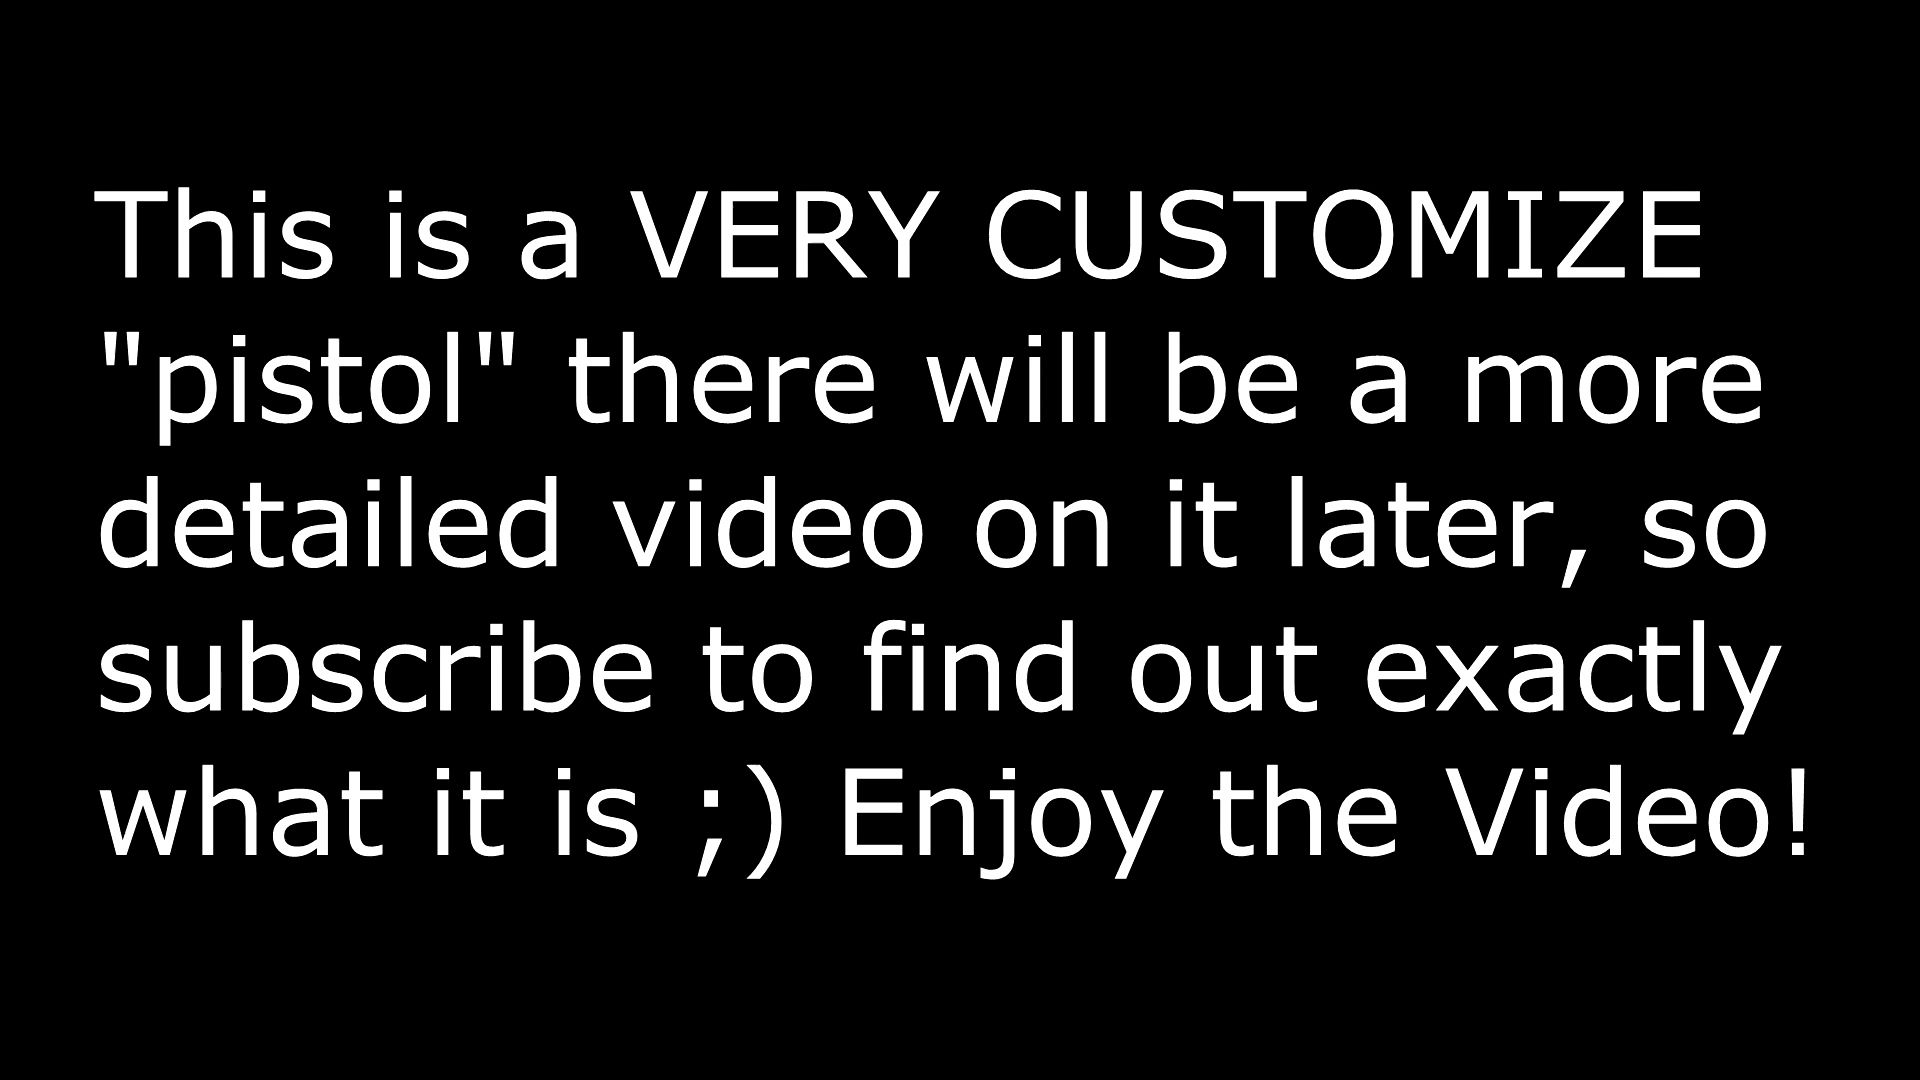 This is a VERY CUSTOMIZE
"pistol" there will be a more
detailed video on it later, so
subscribe to find out exactly
what it is ;) Enjoy the Video!